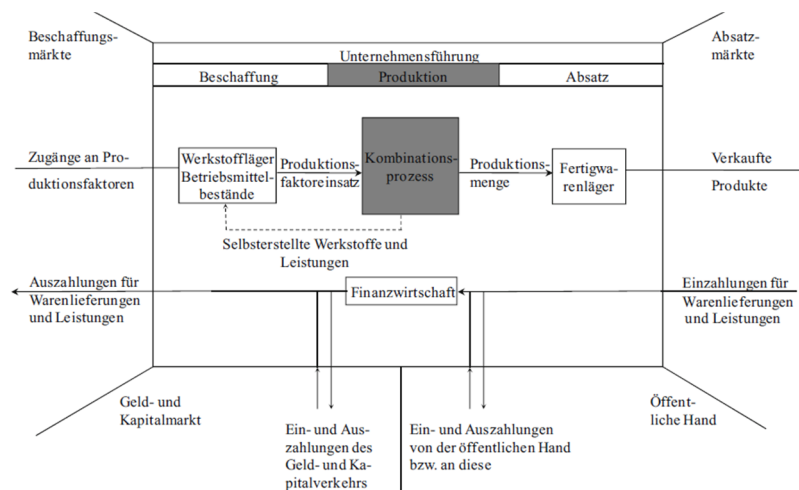 Beschaffungs-
märkte
Absatz-
märkte
Unternehmensführung
Beschaffung
Produktion
Absatz
Zugänge an Pro-
duktionsfaktoren
Werkstoffläger
Betriebsmittel-
bestände
Produktions-
faktoreinsatz
Kombinations-
prozess
Produktions-
menge
Fertigwa-
renläger
Verkaufte
Produkte
Selbsterstellte Werkstoffe und
Leistungen
Auszahlungen für
Warenlieferungen
und Leistungen
Finanzwirtschaft
Einzahlungen für
Warenlieferungen
und Leistungen
Geld- und
Kapitalmarkt
Öffent-
liche Hand
Ein- und Aus-
zahlungen des
Geld- und Ka-
pitalverkehrs
Ein- und Auszahlungen
von der öffentlichen Hand
bzw. an diese